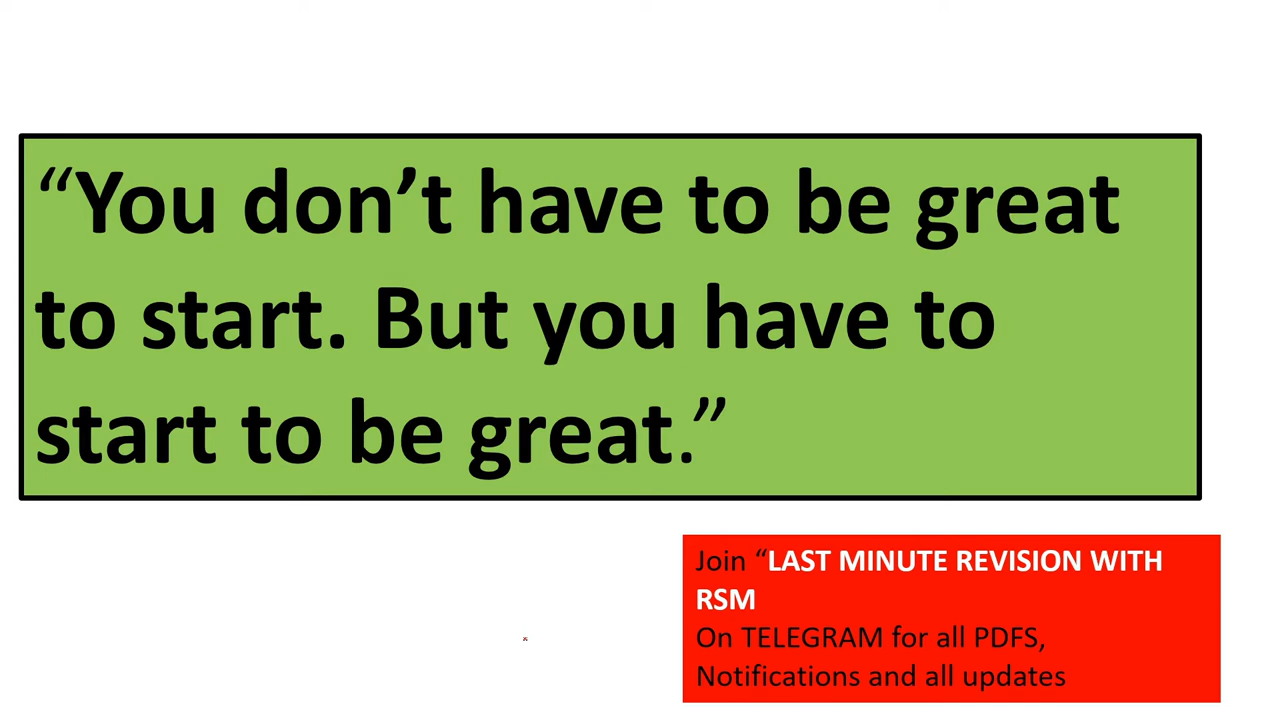 “You don’t have to be great
to start. But you have to
start to be great.”
Join “LAST MINUTE REVISION WITH
RSM
On TELEGRAM for all PDFS,
Notifications and all updates